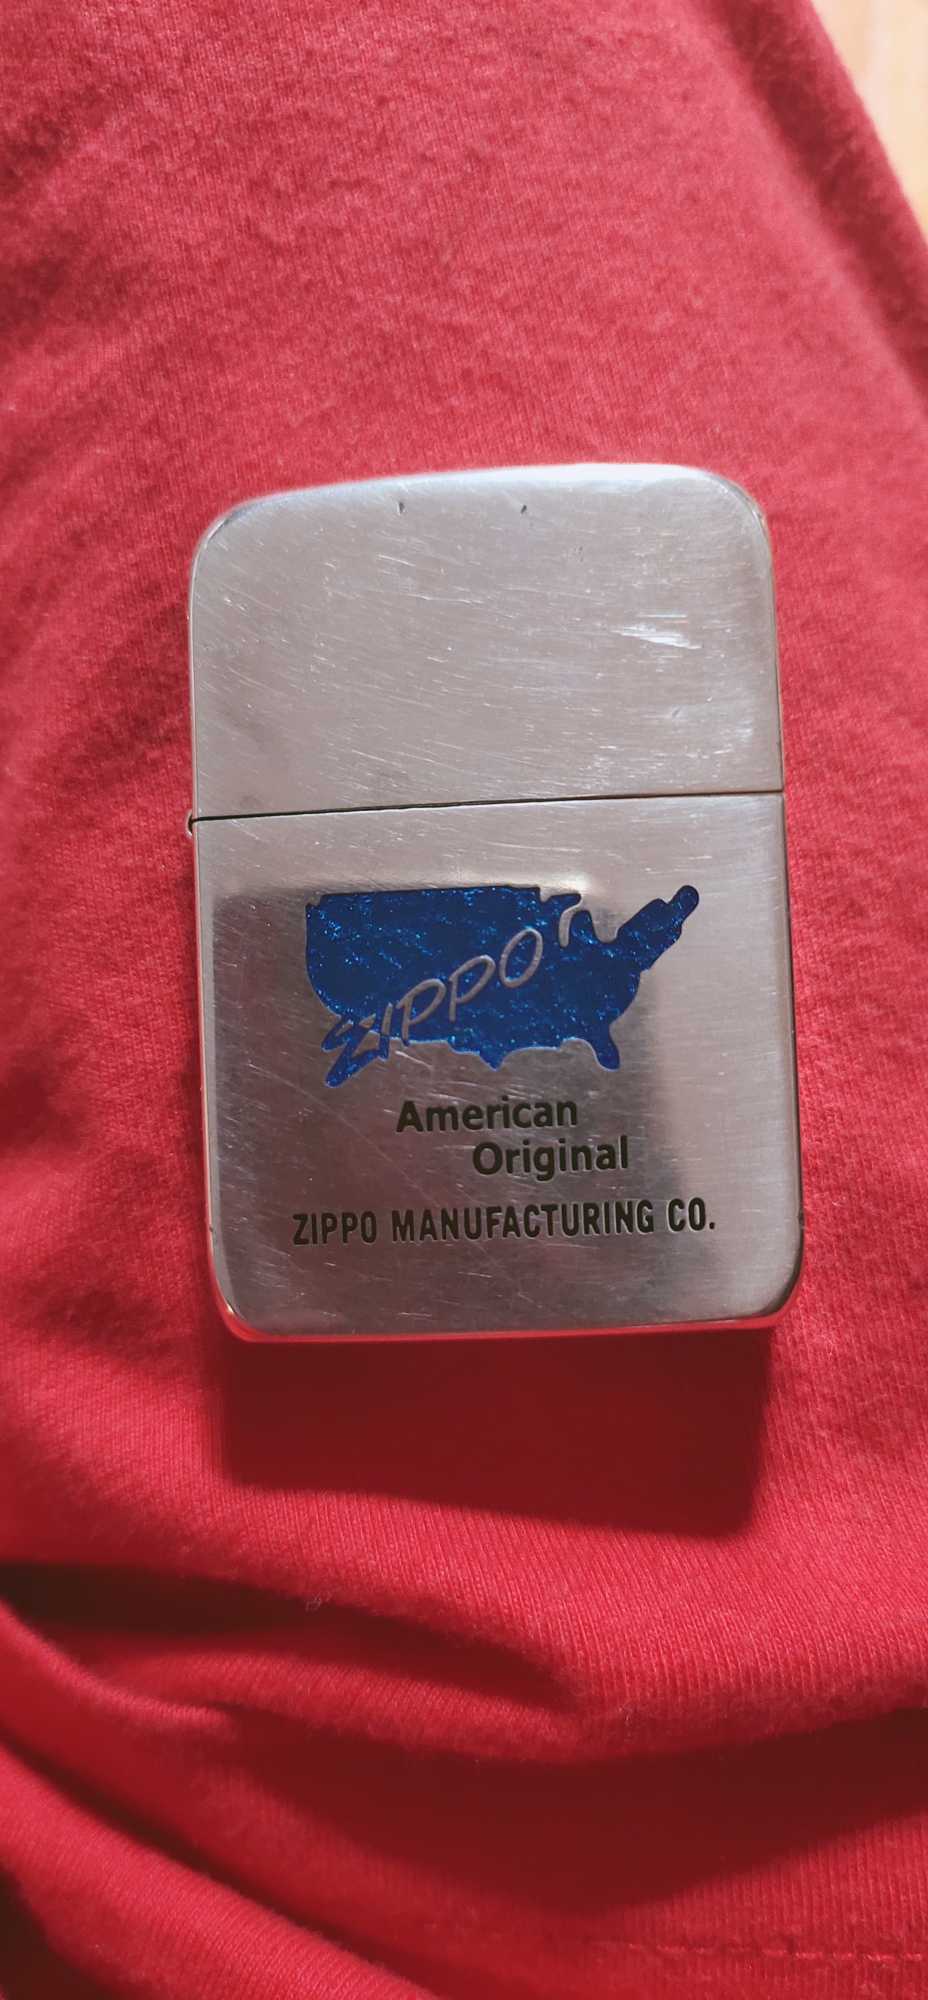 ZIPPO
American
Original
ZIPPO MANUFACTURING CO.